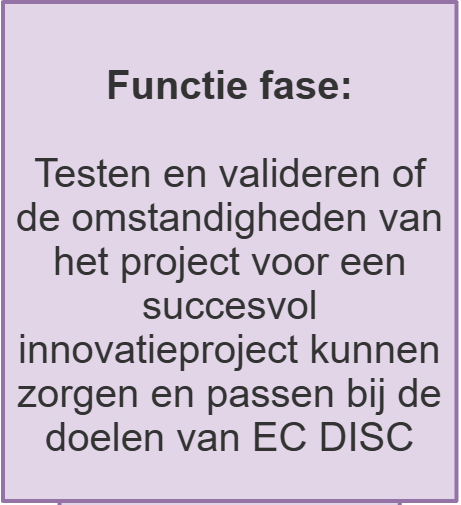 Functie fase:
Testen en valideren of
de omstandigheden van
het project voor een
succesvol
innovatieproject kunnen
zorgen en passen bij de
doelen van EC DISC